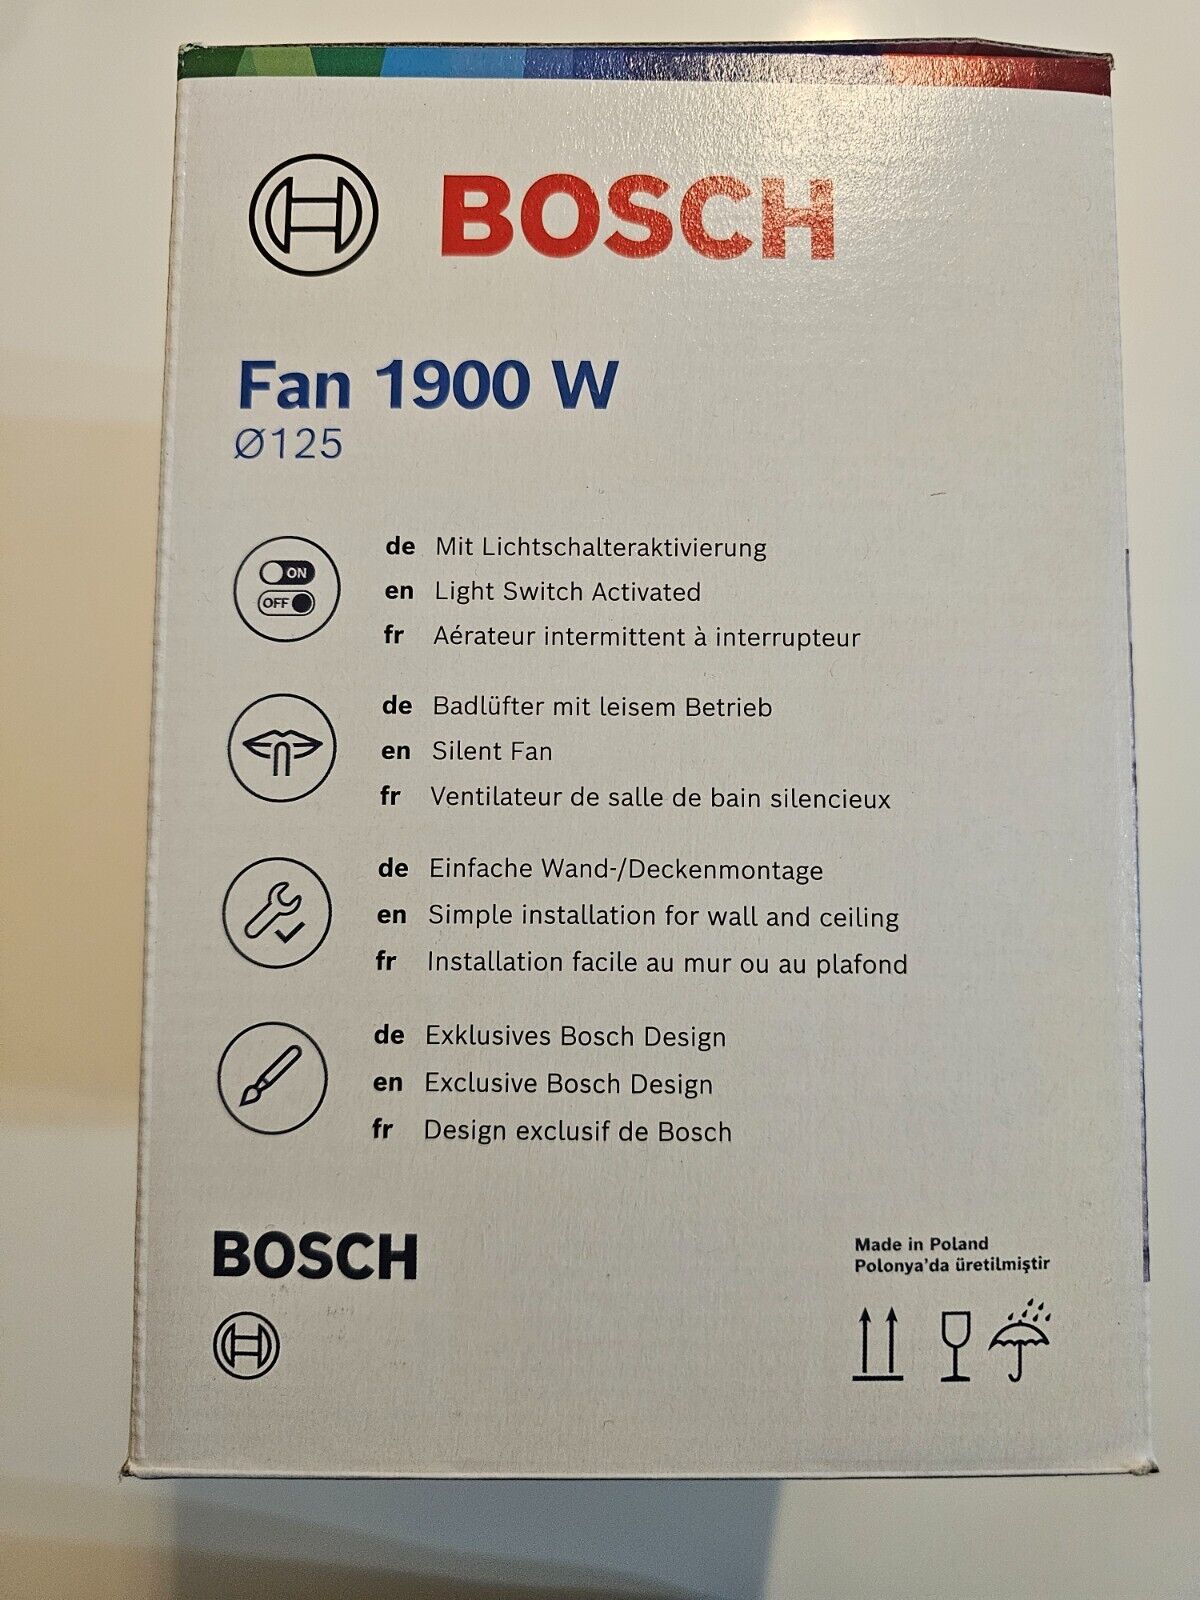 BOSCH
Fan 1900 W
Ø125
ON
OFF
de Mit Lichtschalteraktivierung
en Light Switch Activated
fr Aérateur intermittent à interrupteur
de Badlüfter mit leisem Betrieb
en Silent Fan
fr Ventilateur de salle de bain silencieux
de Einfache Wand-/Deckenmontage
en Simple installation for wall and ceiling
fr Installation facile au mur ou au plafond
de Exklusives Bosch Design
en Exclusive Bosch Design
fr Design exclusif de Bosch
BOSCH
Made in Poland
Polonya'da üretilmiştir